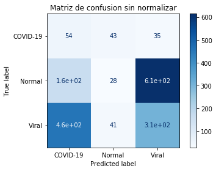 Matriz de confusion sin normalizar
COVID-19
54
43
35
Normal
1.6e+02
28
6.1e+02
Viral
4.6e+02
41
3.1e+02
COVID-19
Normal
Viral
Predicted label
True label
600
500
400
300
200
100